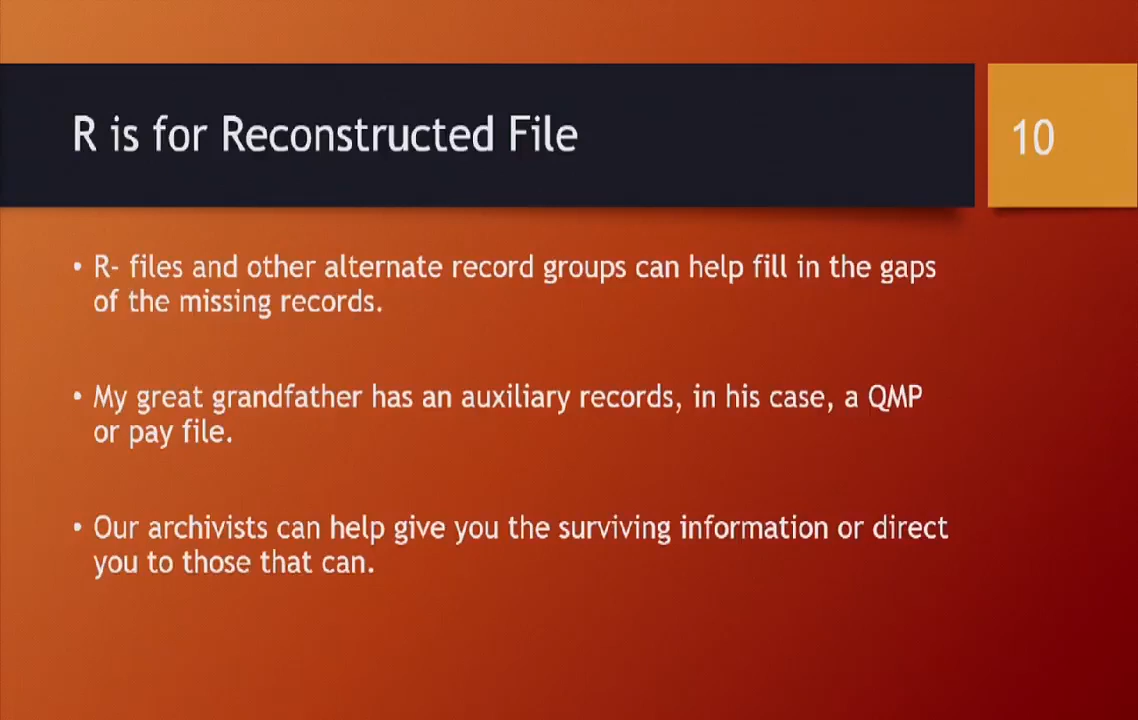 R is for Reconstructed File
10
• R- files and other alternate record groups can help fill in the gaps
of the missing records.
• My great grandfather has an auxiliary records, in his case, a QMP
or pay file.
• Our archivists can help give you the surviving information or direct
you to those that can.